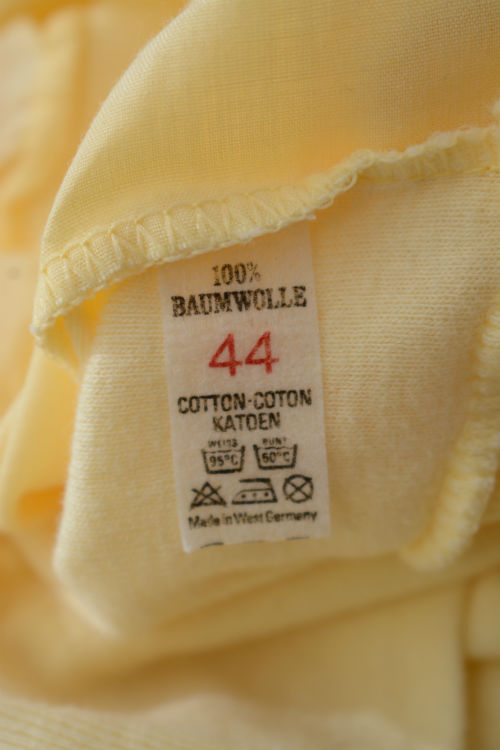 100%
BAUMWOLLE
44
COTTON-COTON
KATOEN
WEISS BUNT
95°C 60°C
Made in West Germany